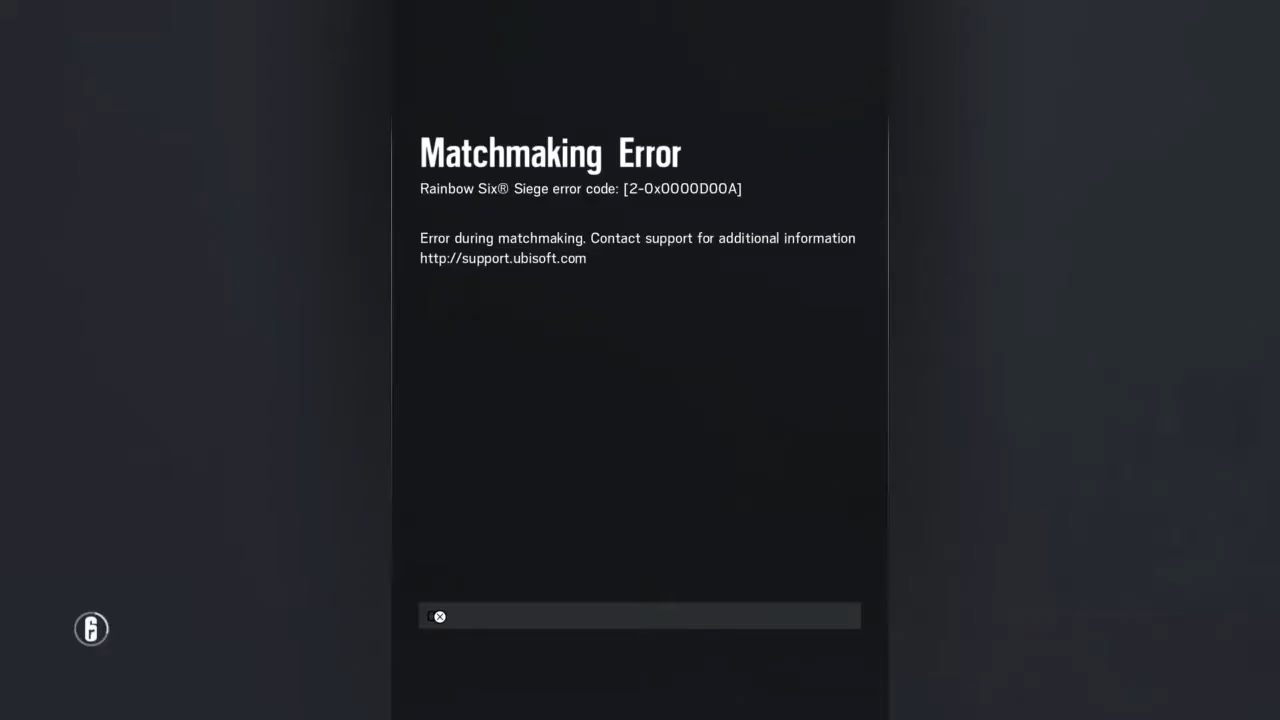 Matchmaking Error
Rainbow Six® Siege error code: [2-0x0000D00A]
Error during matchmaking. Contact support for additional information
http://support.ubisoft.com